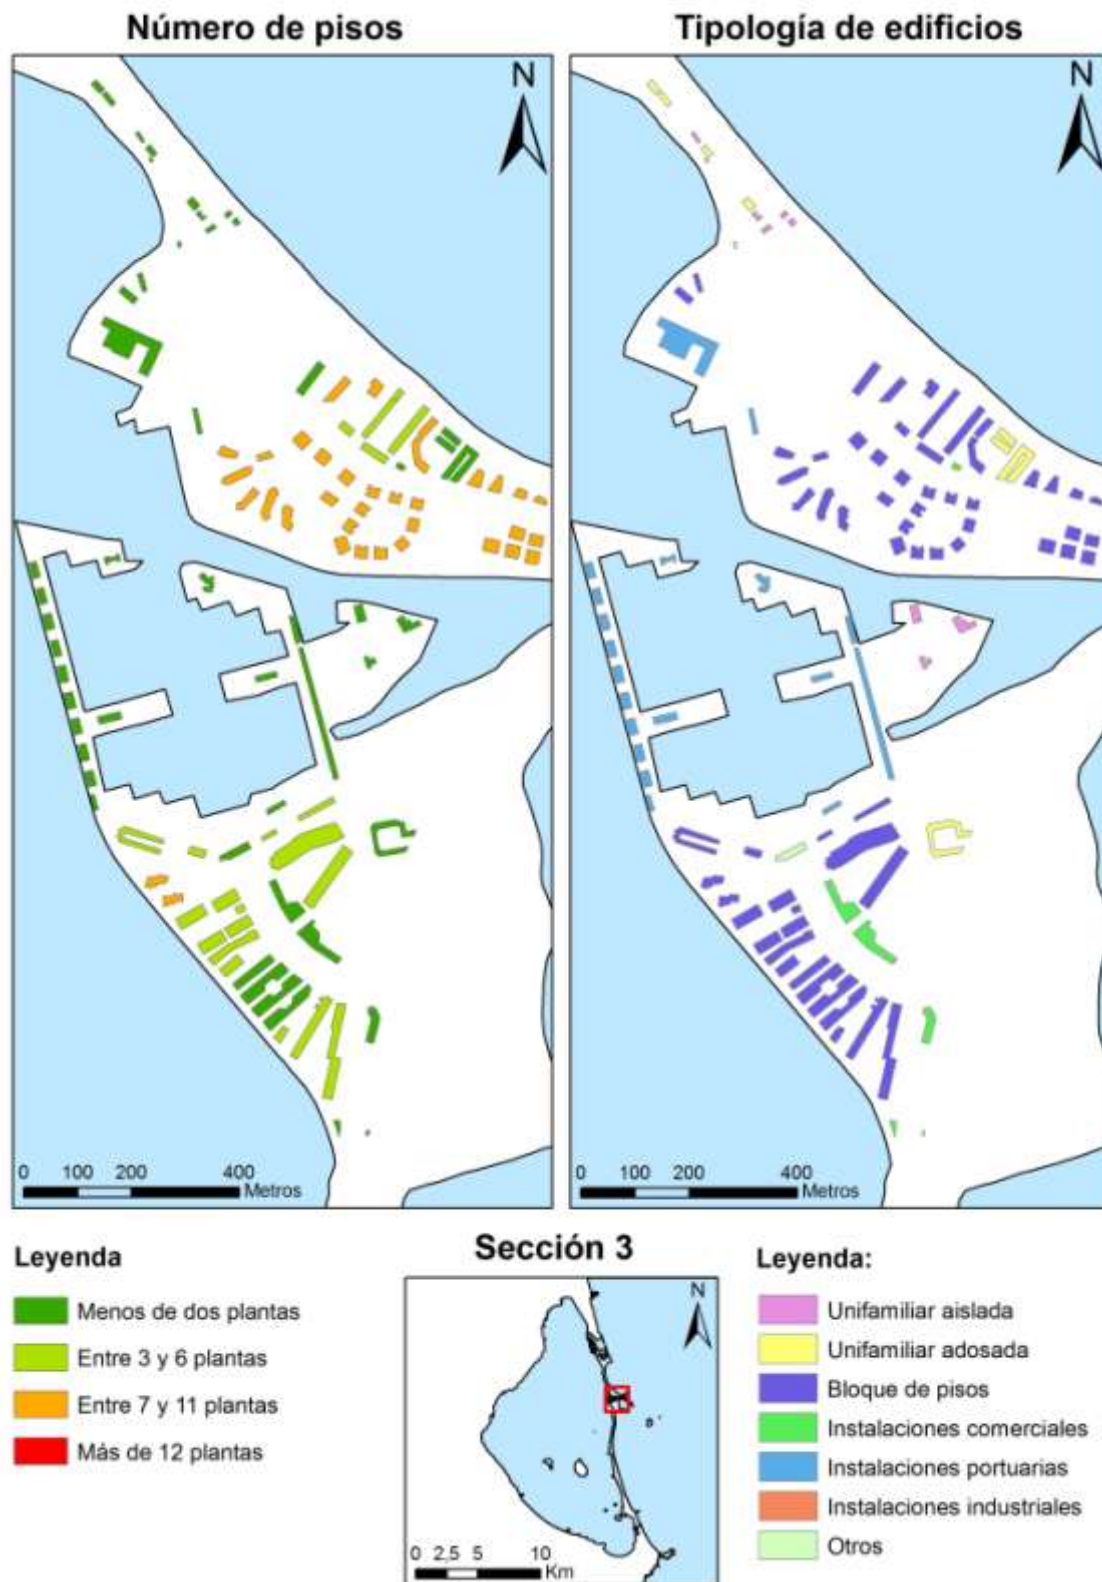 Número de pisos
Tipología de edificios
N
N
0 100 200 400
Metros
0 100 200 400
Metros
Leyenda
Menos de dos plantas
Entre 3 y 6 plantas
Entre 7 y 11 plantas
Más de 12 plantas
Sección 3
N
0 2,5 5 10
Km
Leyenda:
Unifamiliar aislada
Unifamiliar adosada
Bloque de pisos
Instalaciones comerciales
Instalaciones portuarias
Instalaciones industriales
Otros